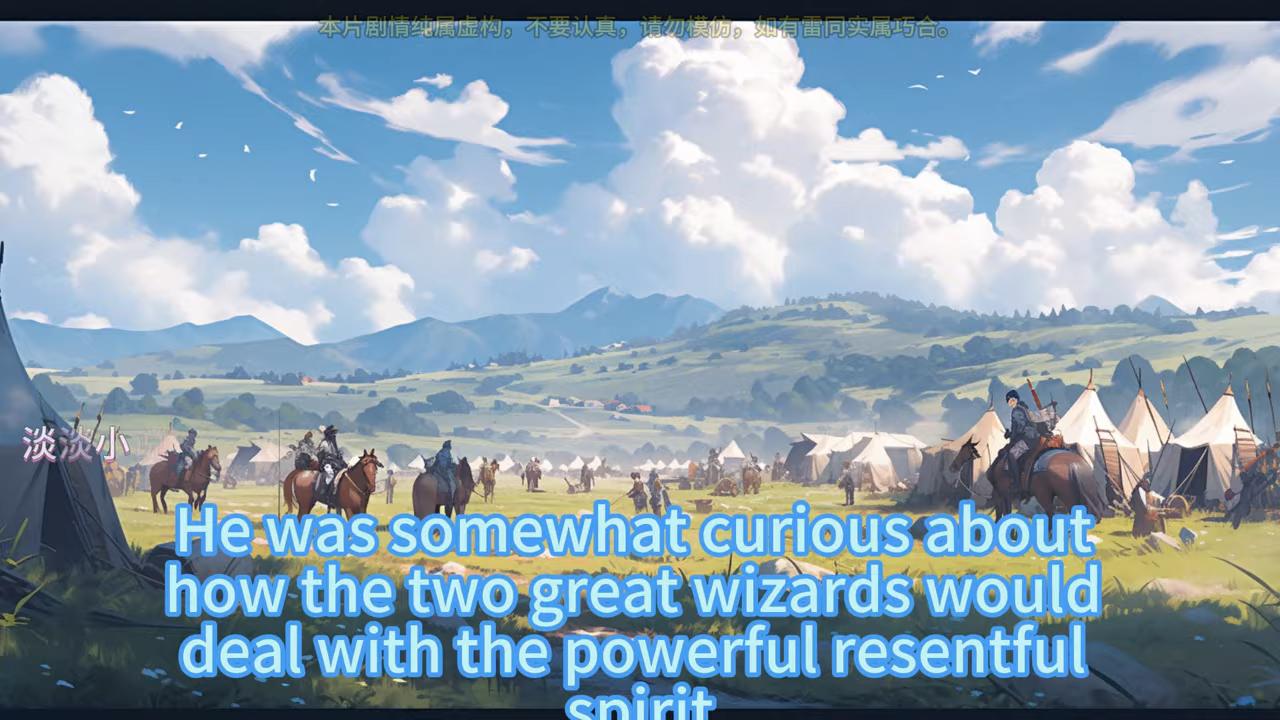 本片剧情纯属虚构，不要认真，请勿模仿，如有雷同实属巧合。
淡淡小
He was somewhat curious about
how the two great wizards would
deal with the powerful resentful
spirit